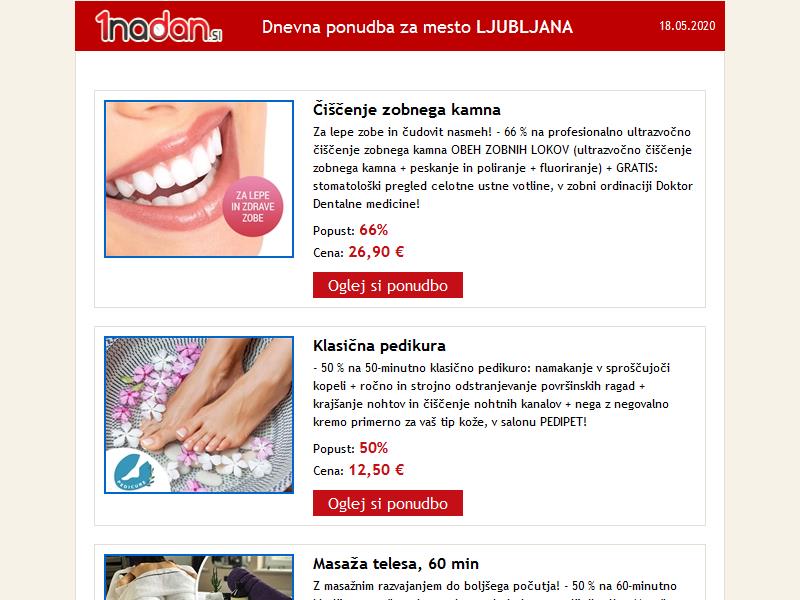 1nadan.si
Dnevna ponudba za mesto LJUBLJANA
18.05.2020
ZA LEPE
IN ZDRAVE
ZOBE
Čiščenje zobnega kamna
Za lepe zobe in čudovit nasmeh! - 66 % na profesionalno ultrazvočno
čiščenje zobnega kamna OBEH ZOBNIH LOKOV (ultrazvočno čiščenje
zobnega kamna + peskanje in poliranje + fluoriranje) + GRATIS:
stomatološki pregled celotne ustne votline, v zobni ordinaciji Doktor
Dentalne medicine!
Popust: 66%
Cena: 26,90 €
Oglej si ponudbo
PEDICURE
Klasična pedikura
- 50 % na 50-minutno klasično pedikuro: namakanje v sproščujoči
kopeli + ročno in strojno odstranjevanje površinskih ragad +
krajšanje nohtov in čiščenje nohtnih kanalov + nega z negovalno
kremo primerno za vaš tip kože, v salonu PEDIPET!
Popust: 50%
Cena: 12,50 €
Oglej si ponudbo
Masaža telesa, 60 min
Z masažnim razvajanjem do boljšega počutja! - 50 % na 60-minutno